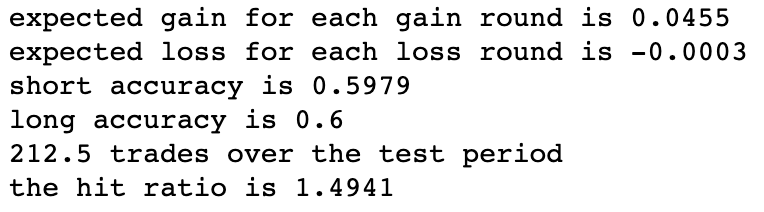 expected gain for each gain round is 0.0455
expected loss for each loss round is -0.0003
short accuracy is 0.5979
long accuracy is 0.6
212.5 trades over the test period
the hit ratio is 1.4941